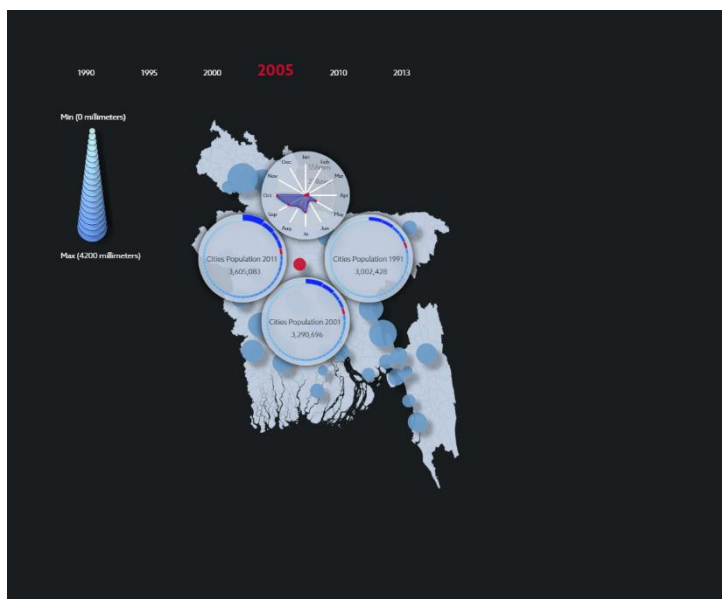 1990 1995 2000 2005 2010 2013
Min (0 millimeters)
Max (4200 millimeters)
Jan
Feb
Mar
Apr
May
Jun
Aug
Sep
Oct
Nov
Dec
Cities Population 2011
3,605,083
Cities Population 1991
3,002,428
Cities Population 2001
3,290,696